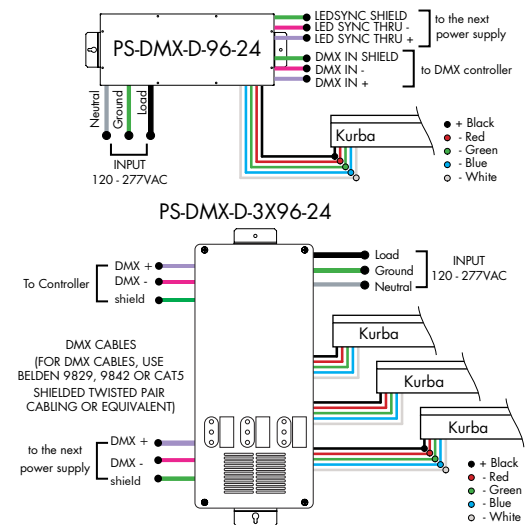 LEDSYNC SHIELD
LED SYNC THRU -
LED SYNC THRU +
to the next
power supply
PS-DMX-D-96-24
DMX IN SHIELD
DMX IN -
DMX IN +
to DMX controller
Neutral
Ground
Load
INPUT
120 - 277VAC
Kurba
+ Black
- Red
- Green
- Blue
- White
PS-DMX-D-3X96-24
To Controller
DMX +
DMX -
shield
Load
Ground
Neutral
INPUT
120 - 277VAC
DMX CABLES
(FOR DMX CABLES, USE
BELDEN 9829, 9842 OR CAT5
SHIELDED TWISTED PAIR
CABLING OR EQUIVALENT)
Kurba
Kurba
Kurba
to the next
power supply
DMX +
DMX -
shield
+ Black
- Red
- Green
- Blue
- White